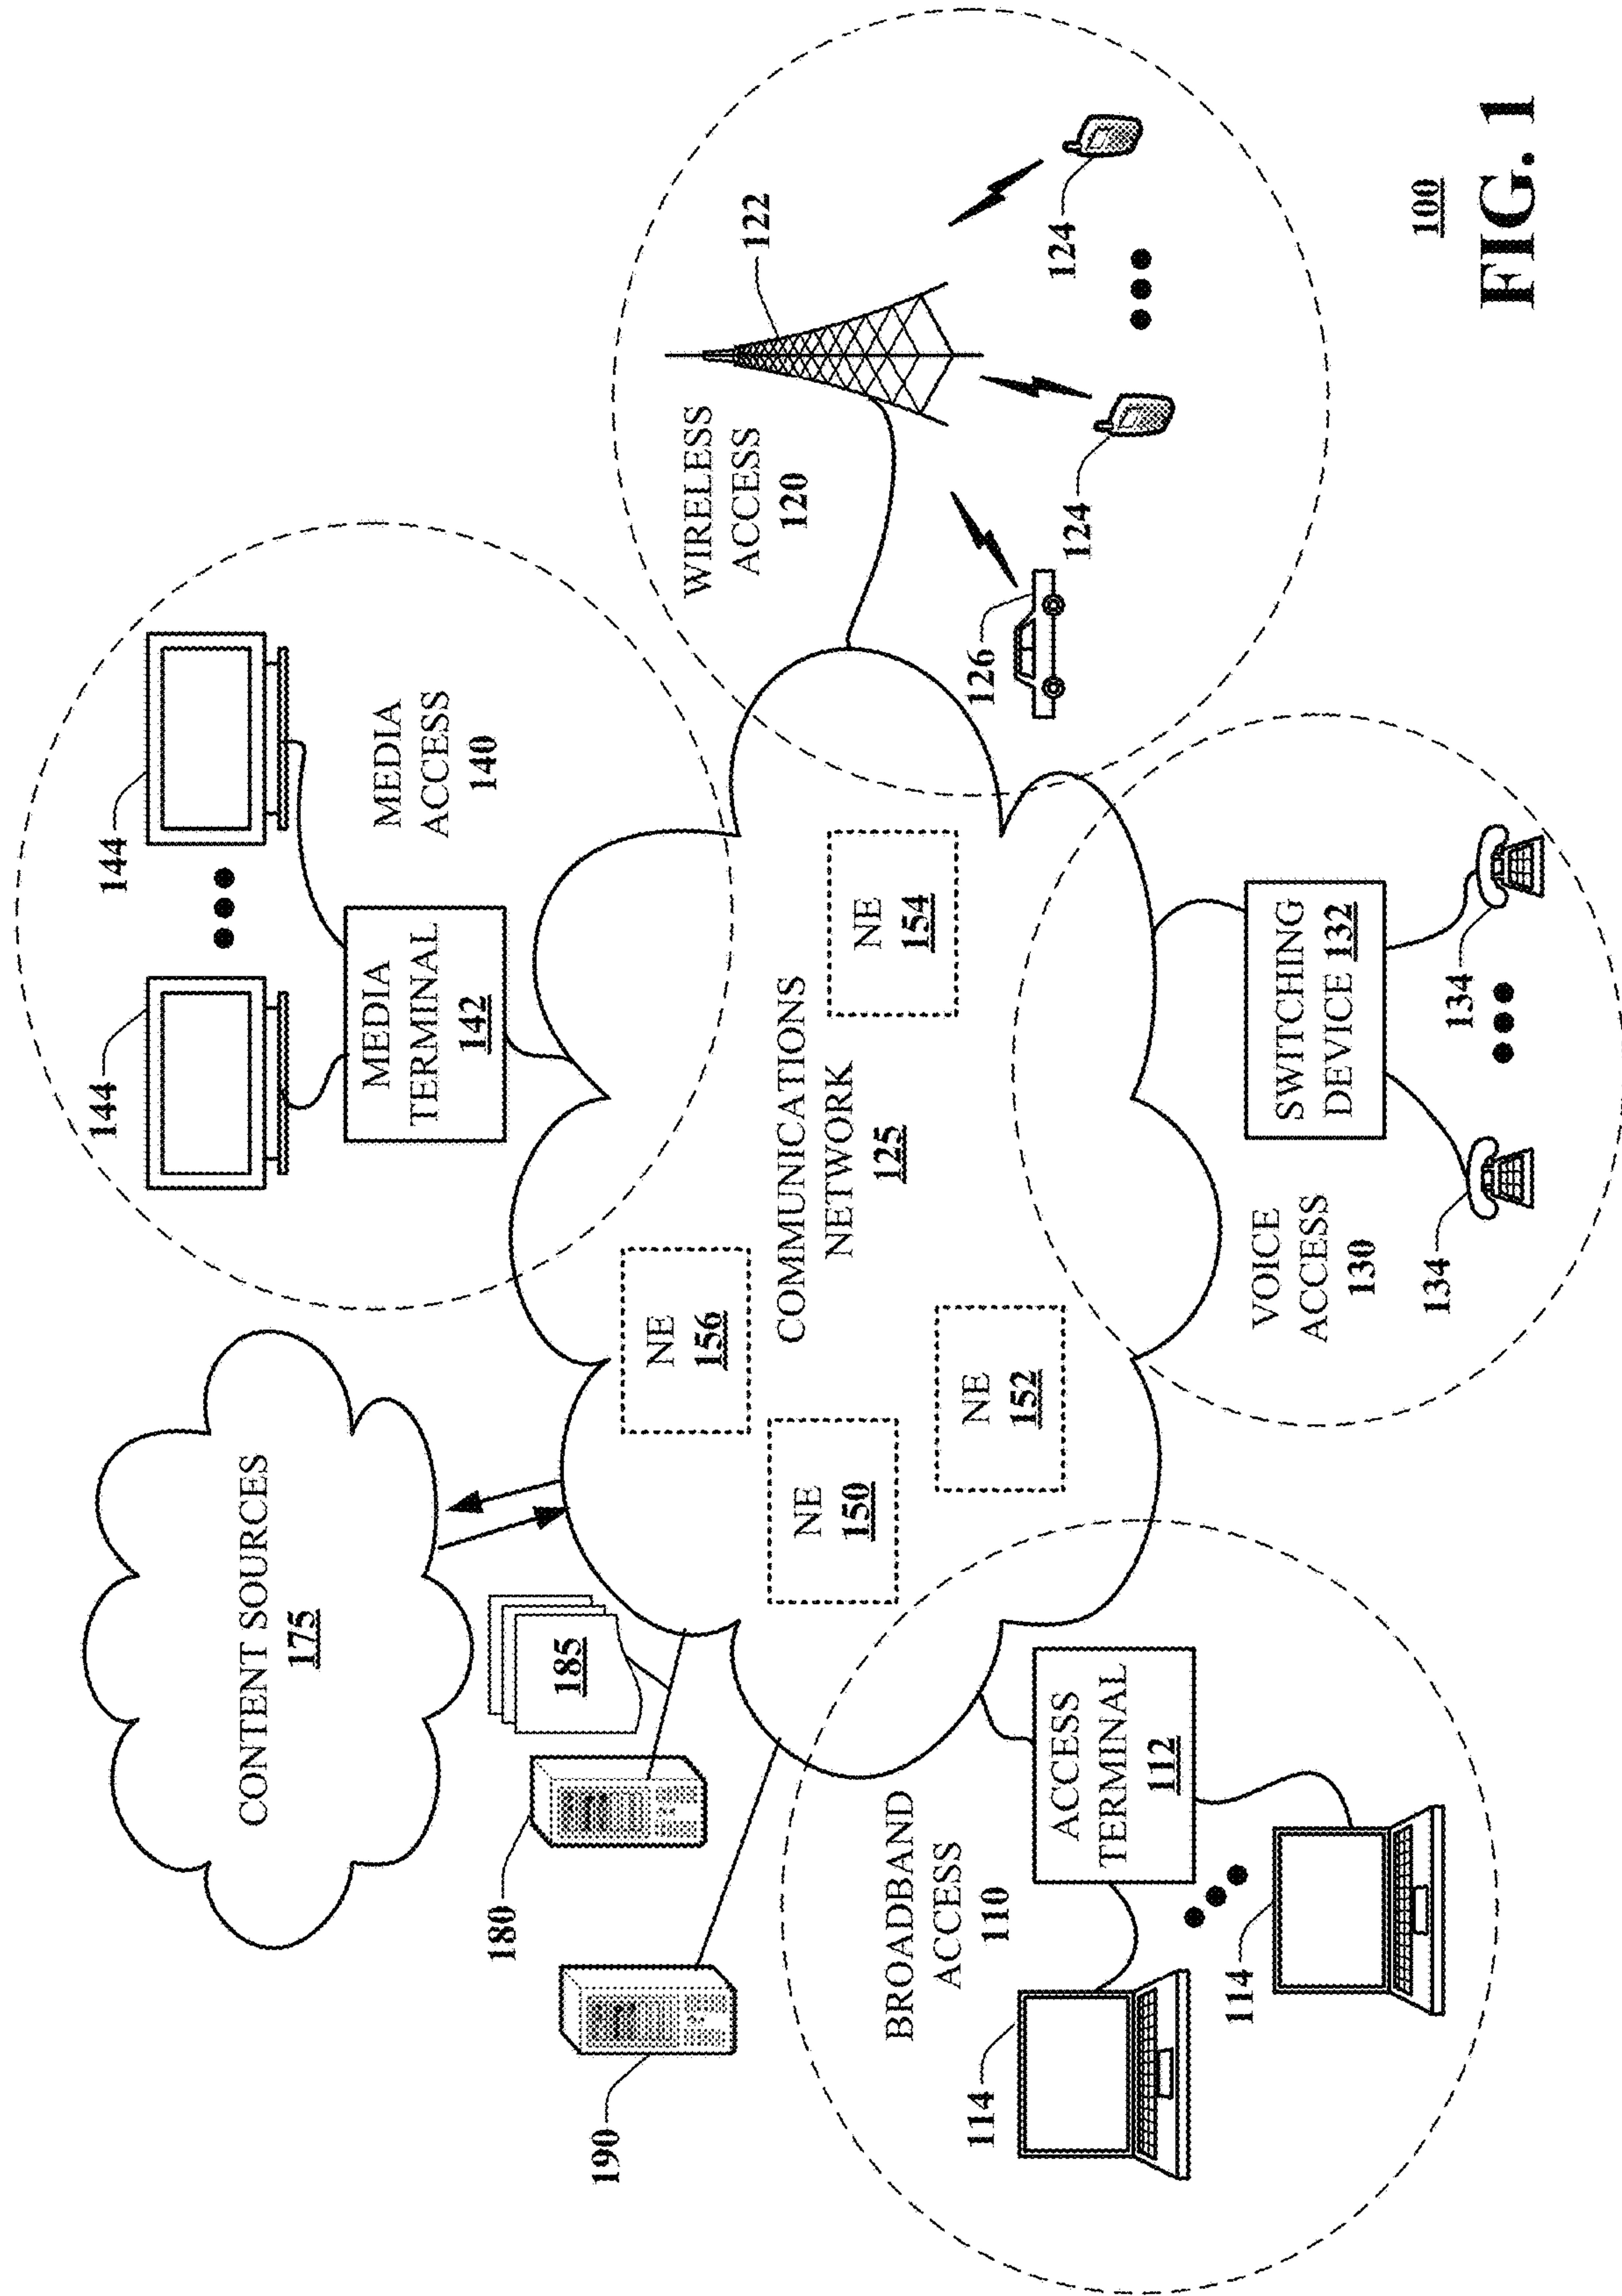 CONTENT SOURCES
175
144
144
MEDIA
TERMINAL
142
MEDIA
ACCESS
140
180
185
190
NE
156
NE
150
NE
152
NE
154
COMMUNICATIONS
NETWORK
125
WIRELESS
ACCESS
120
122
124
124
126
BROADBAND
ACCESS
110
ACCESS
TERMINAL
112
114
114
VOICE
ACCESS
130
SWITCHING
DEVICE 132
134
134
100
FIG. 1